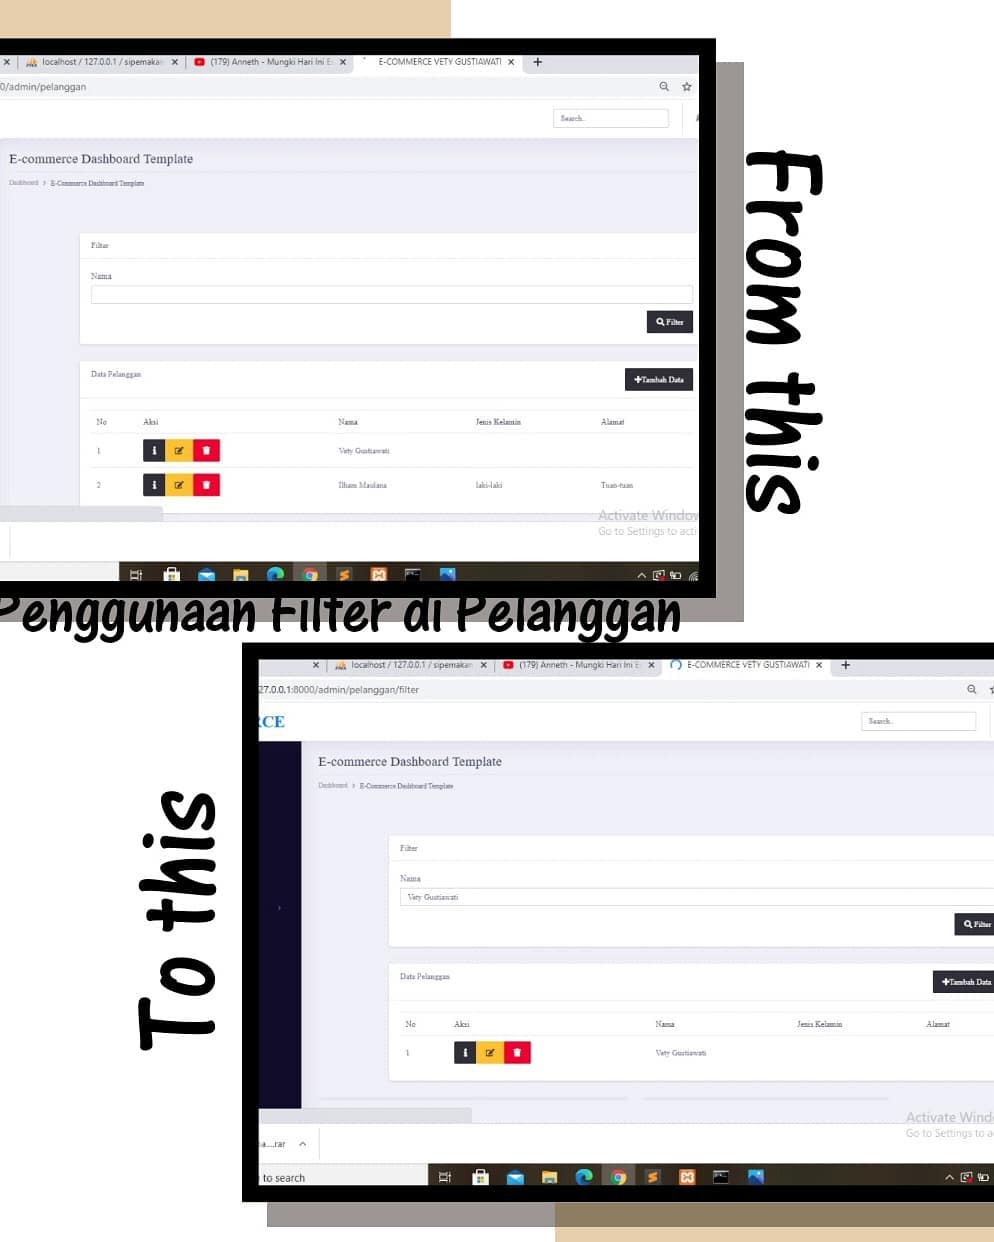 localhost / 127.0.0.1 / sipemakan
(179) Anneth - Mungki Hari Ini E
E-COMMERCE VETY GUSTIAWATI
0/admin/pelanggan
Search..
E-commerce Dashboard Template
Dashboard > E-Commerce Dashboard Template
Filter
Nama
Filter
Data Pelanggan
+Tambah Data
No Aksi Nama Jenis Kelamin Alamat
1 Vety Gustiawati
2 Ilham Maulana laki-laki Tuan-tuan
Activate Window
Go to Settings to acti
From this
Penggunaan Filter di Pelanggan
To this
localhost / 127.0.0.1 / sipemakan
(179) Anneth - Mungki Hari Ini E
E-COMMERCE VETY GUSTIAWATI
27.0.0.1:8000/admin/pelanggan/filter
CE
Search..
E-commerce Dashboard Template
Dashboard > E-Commerce Dashboard Template
Filter
Nama
Vety Gustiawati
Filter
Data Pelanggan
+Tambah Data
No Aksi Nama Jenis Kelamin Alamat
1 Vety Gustiawati
Activate Wind
Go to Settings to a
a....rar
to search